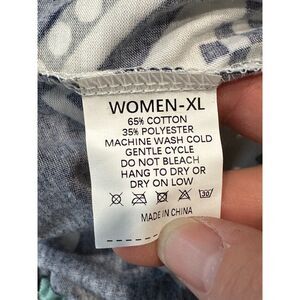 WOMEN-XL
65% COTTON
35% POLYESTER
MACHINE WASH COLD
GENTLE CYCLE
DO NOT BLEACH
HANG TO DRY OR
DRY ON LOW
30
MADE IN CHINA